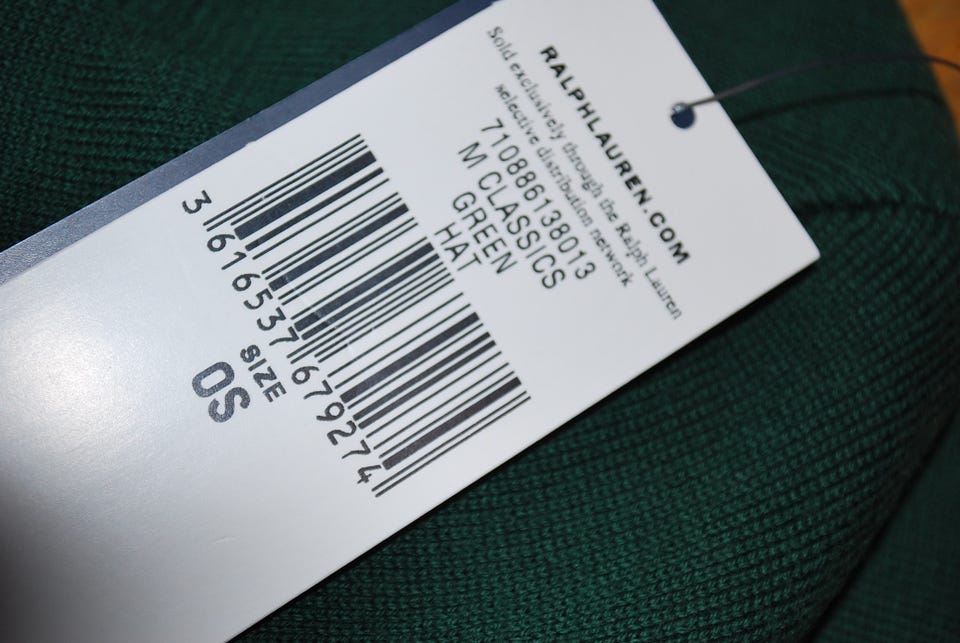 RALPHLAUREN.COM
Sold exclusively through the Ralph Lauren
selective distribution network
710886138013
M CLASSICS
GREEN
HAT
3 616537 679274
SIZE
OS